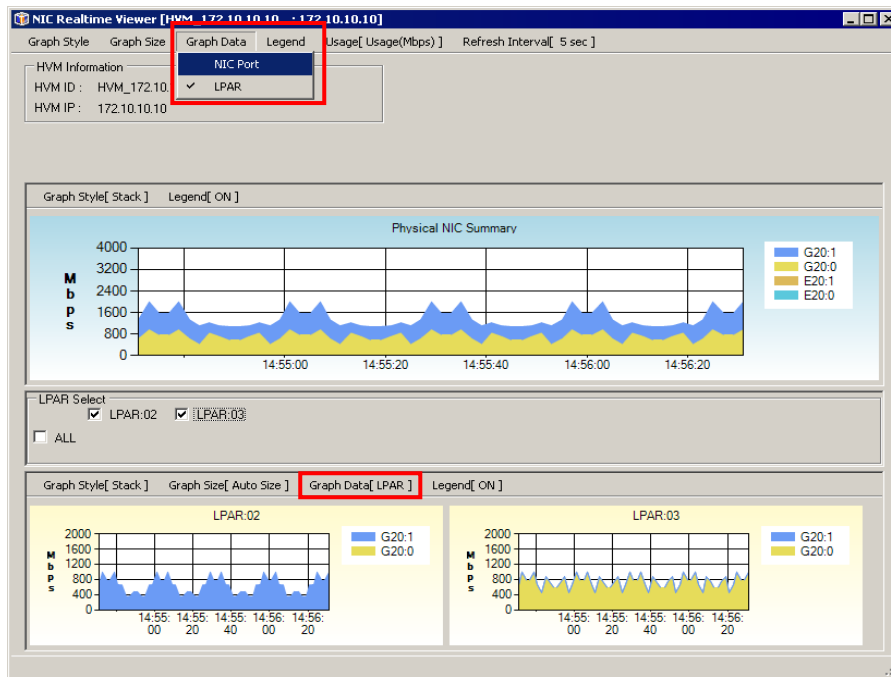 NIC Realtime Viewer [HVM_172.10.10.10 : 172.10.10.10]
Graph Style Graph Size Graph Data Legend Usage[ Usage(Mbps) ] Refresh Interval[ 5 sec ]
NIC Port
LPAR
HVM Information
HVM ID : HVM_172.10.
HVM IP : 172.10.10.10
Graph Style[ Stack ] Legend[ ON ]
Physical NIC Summary
Mbps
4000
3200
2400
1600
800
0
14:55:00 14:55:20 14:55:40 14:56:00 14:56:20
G20:1
G20:0
E20:1
E20:0
LPAR Select
LPAR:02 LPAR:03
ALL
Graph Style[ Stack ] Graph Size[ Auto Size ] Graph Data[ LPAR ] Legend[ ON ]
LPAR:02
Mbps
2000
1600
1200
800
400
0
14:55:00 14:55:20 14:55:40 14:56:00 14:56:20
G20:1
G20:0
LPAR:03
Mbps
2000
1600
1200
800
400
0
14:55:00 14:55:20 14:55:40 14:56:00 14:56:20
G20:1
G20:0